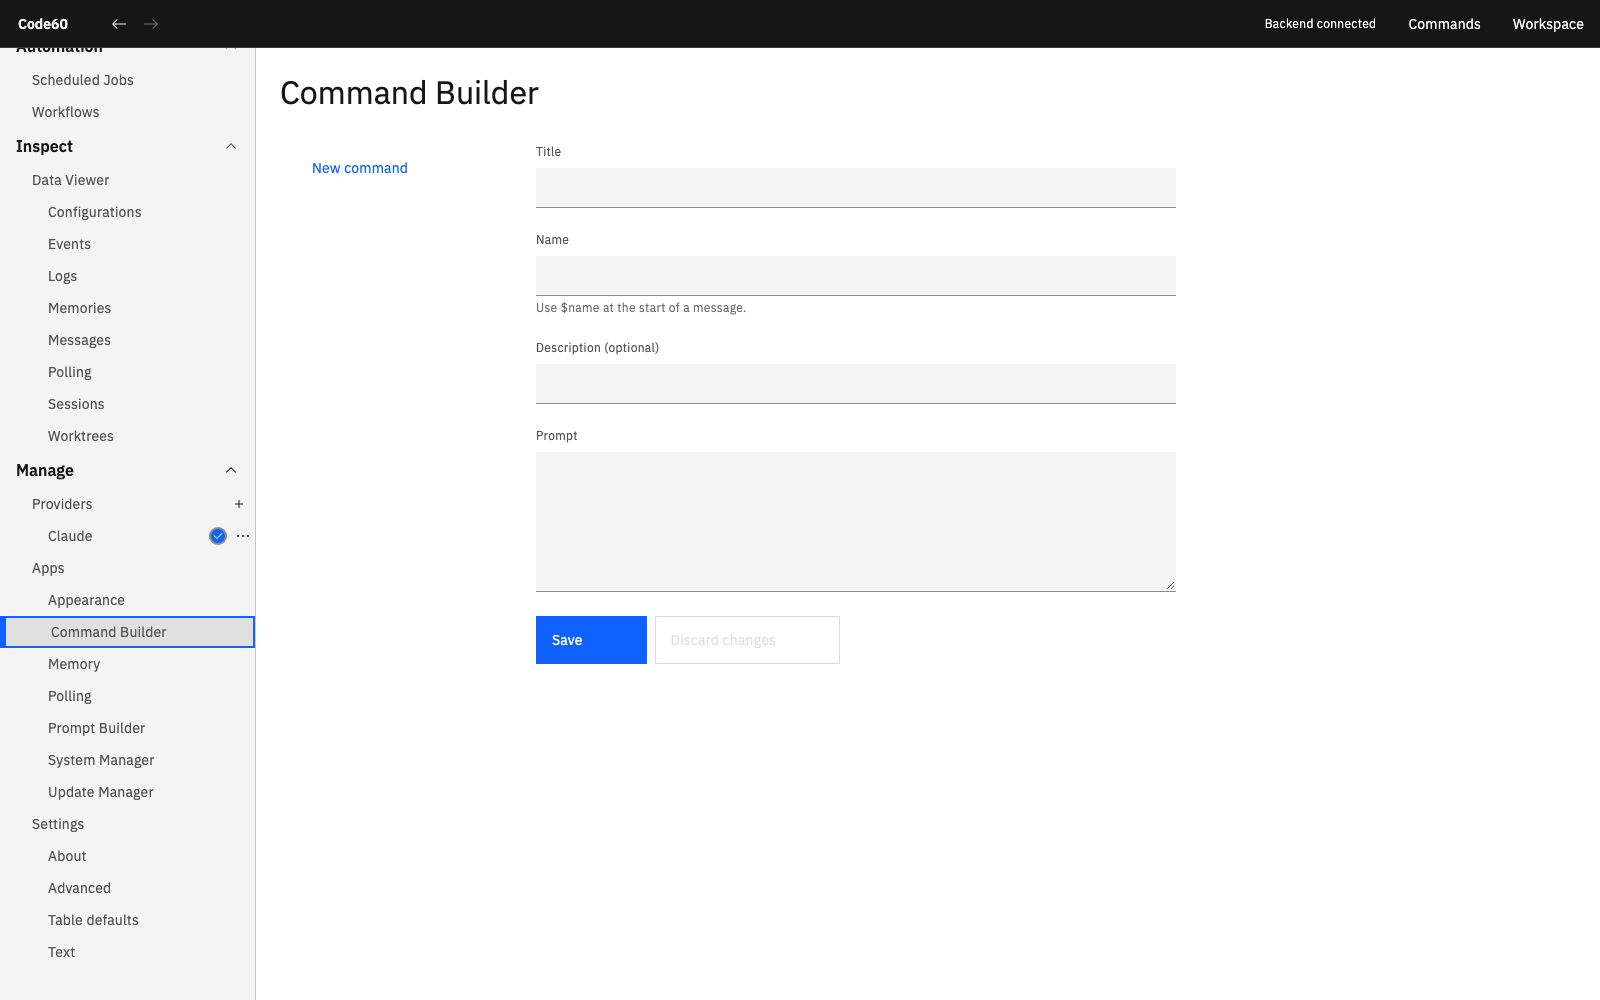 Code60
Backend connected
Commands
Workspace
Automation
Scheduled Jobs
Workflows
Inspect
Data Viewer
Configurations
Events
Logs
Memories
Messages
Polling
Sessions
Worktrees
Manage
Providers
Claude
Apps
Appearance
Command Builder
Memory
Polling
Prompt Builder
System Manager
Update Manager
Settings
About
Advanced
Table defaults
Text
Command Builder
New command
Title
Name
Use $name at the start of a message.
Description (optional)
Prompt
Save
Discard changes